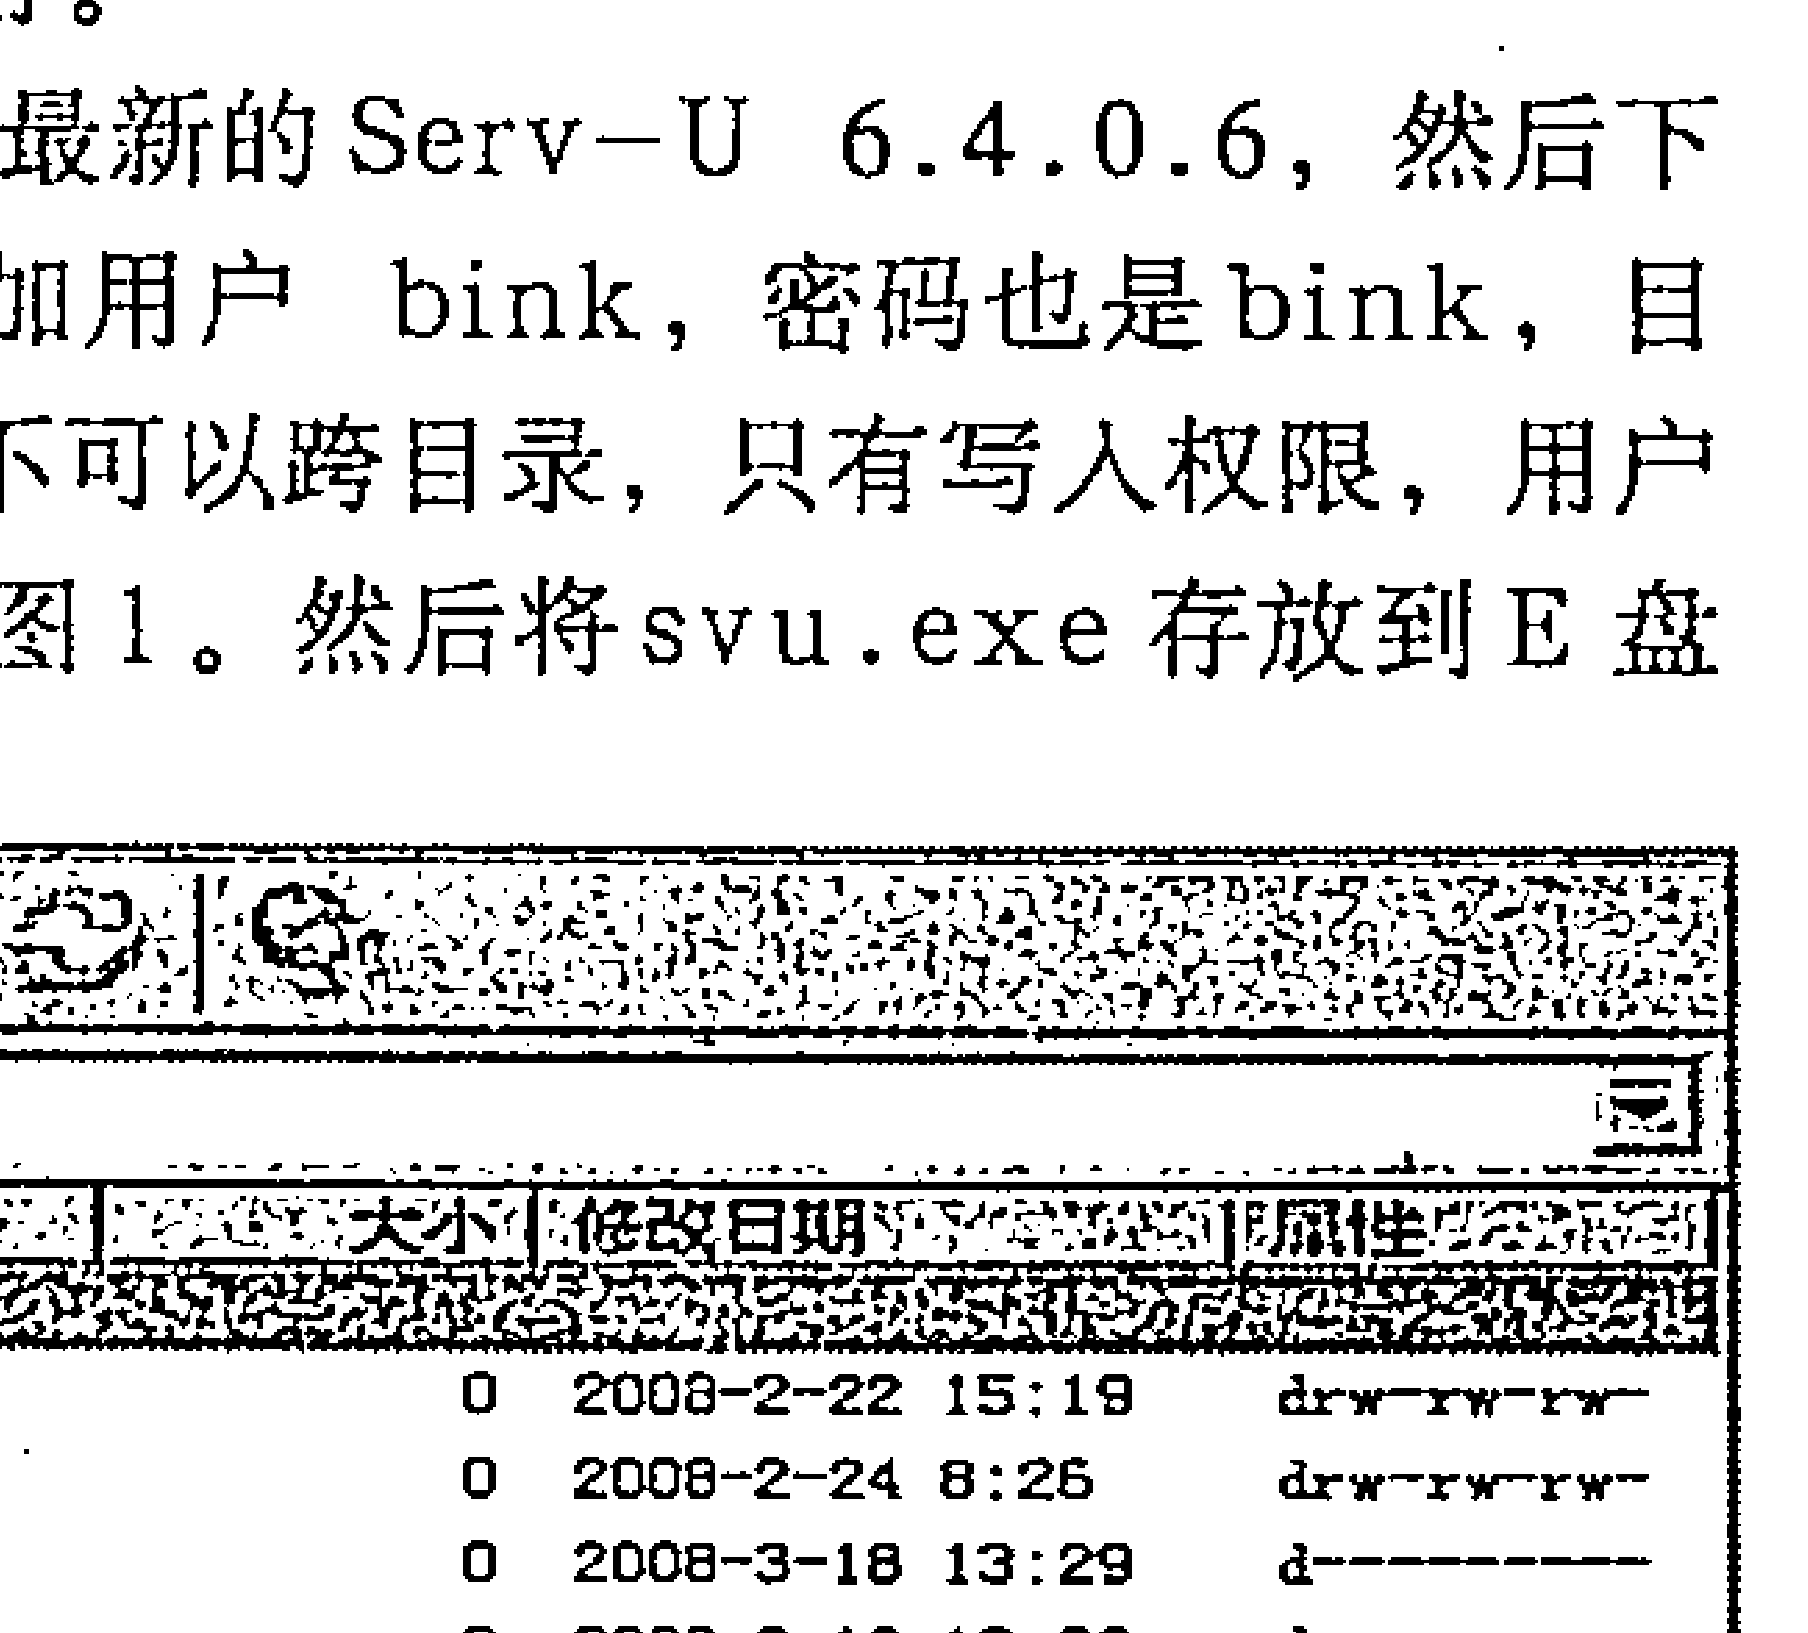 。
最新的Serv-U 6.4.0.6，然后下
加用户 bink，密码也是bink，目
下可以跨目录，只有写入权限，用户
图1。然后将svu.exe存放到E盘
大小 修改日期 属性
0 2008-2-22 15:19 drw-rw-rw-
0 2008-2-24 8:26 drw-rw-rw-
0 2008-3-18 13:29 d---------